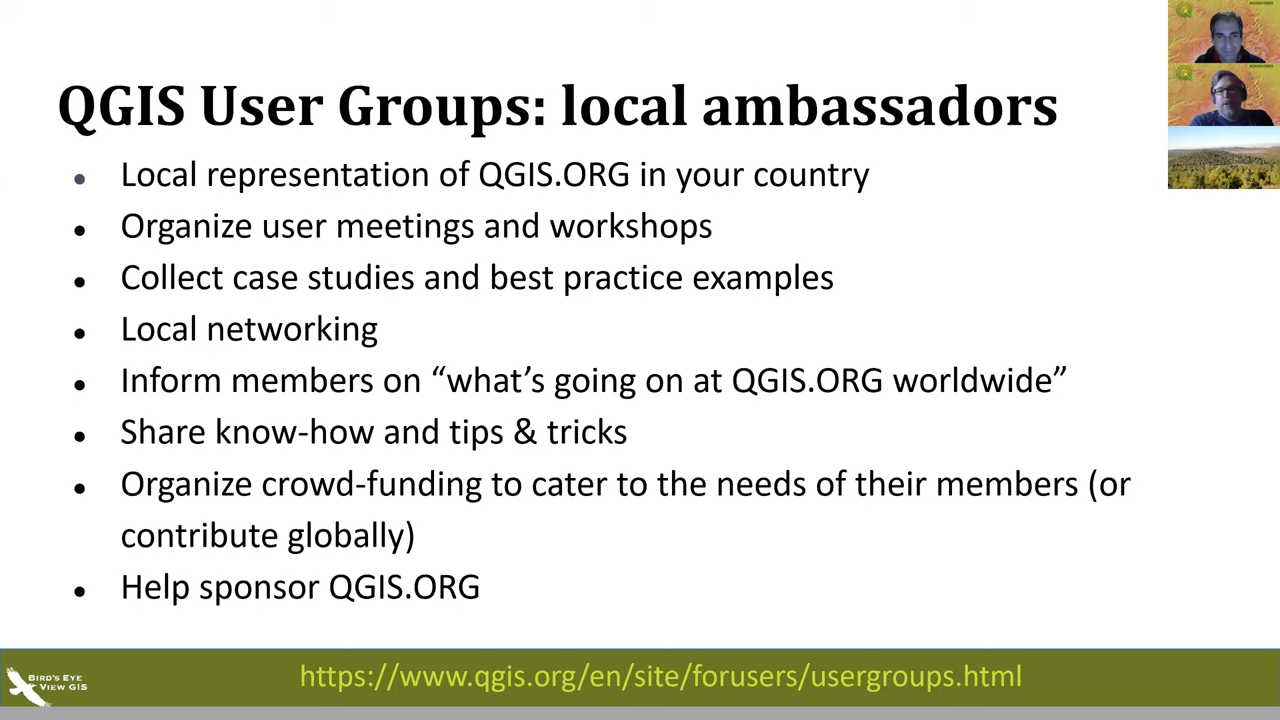 QGIS User Groups: local ambassadors
• Local representation of QGIS.ORG in your country
• Organize user meetings and workshops
• Collect case studies and best practice examples
• Local networking
• Inform members on “what’s going on at QGIS.ORG worldwide”
• Share know-how and tips & tricks
• Organize crowd-funding to cater to the needs of their members (or
contribute globally)
• Help sponsor QGIS.ORG
BIRD'S EYE
VIEW GIS
https://www.qgis.org/en/site/forusers/usergroups.html